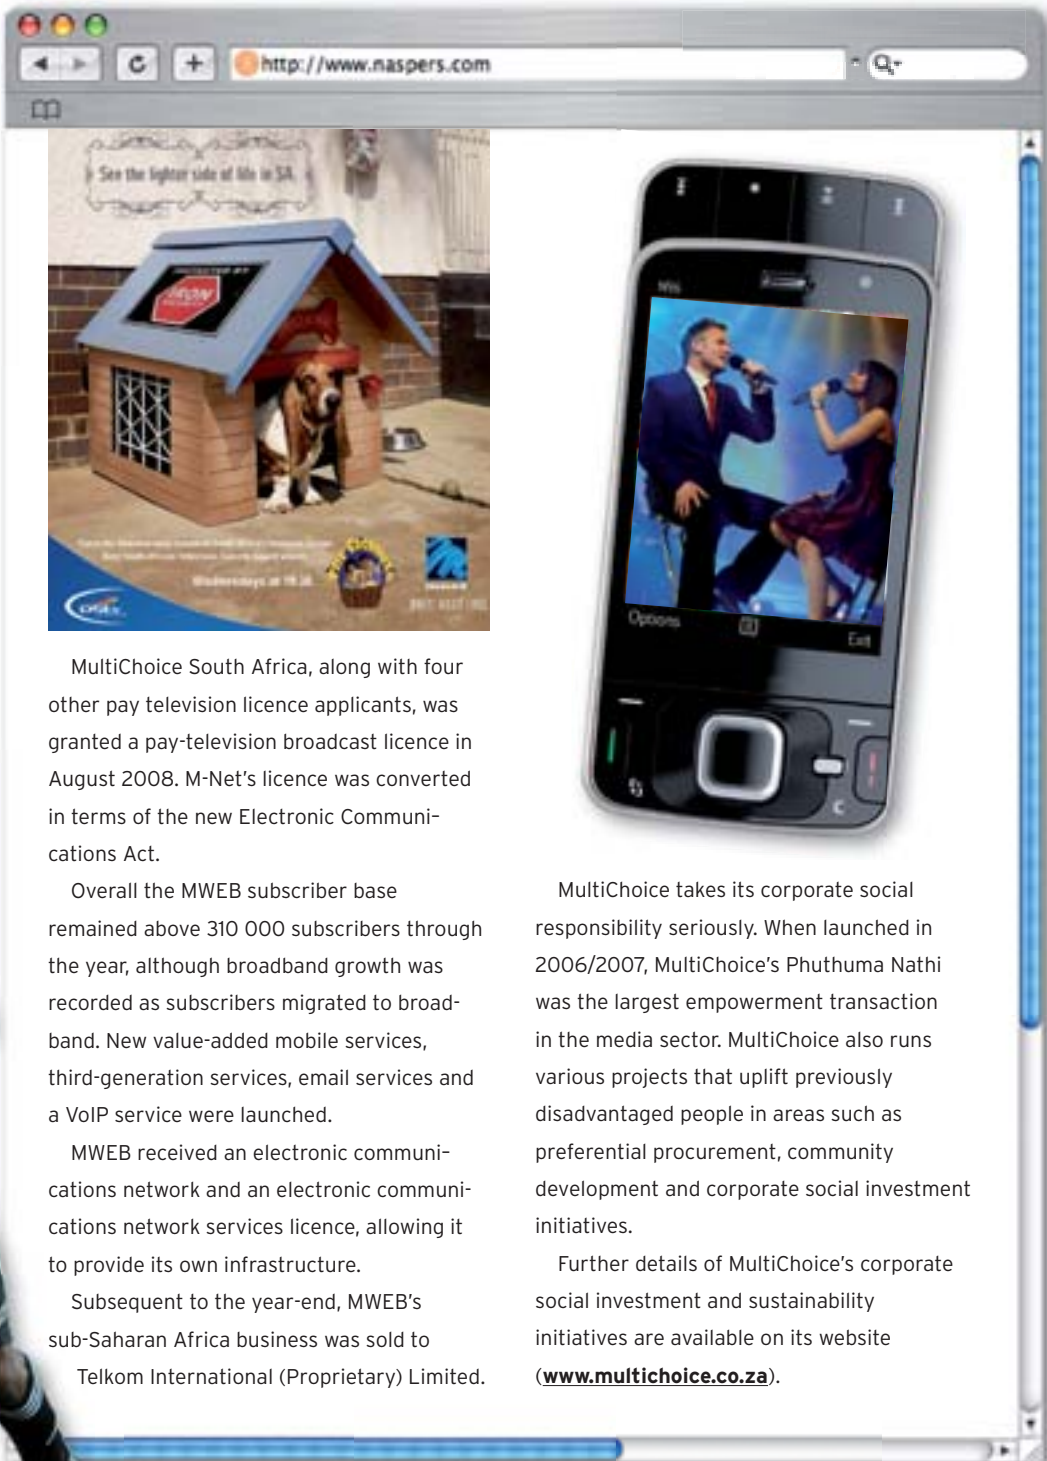 http://www.naspers.com
See the lighter side of life in SA.
IRON
Wednesdays at 19:30
DStv
N96
Options
Exit
MultiChoice South Africa, along with four
other pay television licence applicants, was
granted a pay-television broadcast licence in
August 2008. M-Net's licence was converted
in terms of the new Electronic Communi-
cations Act.
Overall the MWEB subscriber base
remained above 310 000 subscribers through
the year, although broadband growth was
recorded as subscribers migrated to broad-
band. New value-added mobile services,
third-generation services, email services and
a VoIP service were launched.
MWEB received an electronic communi-
cations network and an electronic communi-
cations network services licence, allowing it
to provide its own infrastructure.
Subsequent to the year-end, MWEB's
sub-Saharan Africa business was sold to
Telkom International (Proprietary) Limited.
MultiChoice takes its corporate social
responsibility seriously. When launched in
2006/2007, MultiChoice's Phuthuma Nathi
was the largest empowerment transaction
in the media sector. MultiChoice also runs
various projects that uplift previously
disadvantaged people in areas such as
preferential procurement, community
development and corporate social investment
initiatives.
Further details of MultiChoice's corporate
social investment and sustainability
initiatives are available on its website
(www.multichoice.co.za).